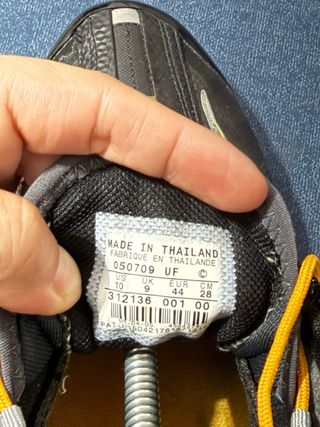 MADE IN THAILAND
FABRIQUE EN THAILANDE
050709 UF ©
US UK EUR CM
10 9 44 28
312136 001 00